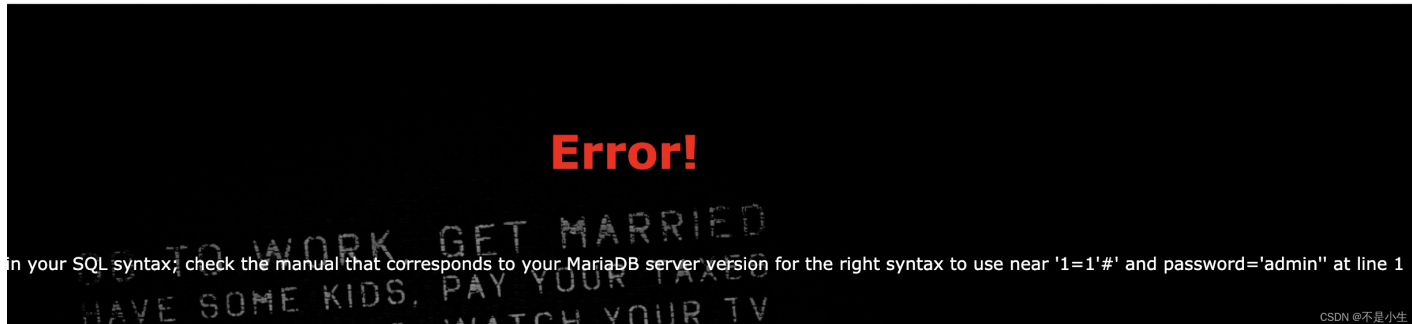 Error!
GO TO WORK, GET MARRIED
in your SQL syntax; check the manual that corresponds to your MariaDB server version for the right syntax to use near '1=1'#' and password='admin'' at line 1
HAVE SOME KIDS, PAY YOUR TAXES
WATCH YOUR TV
CSDN @不是小生